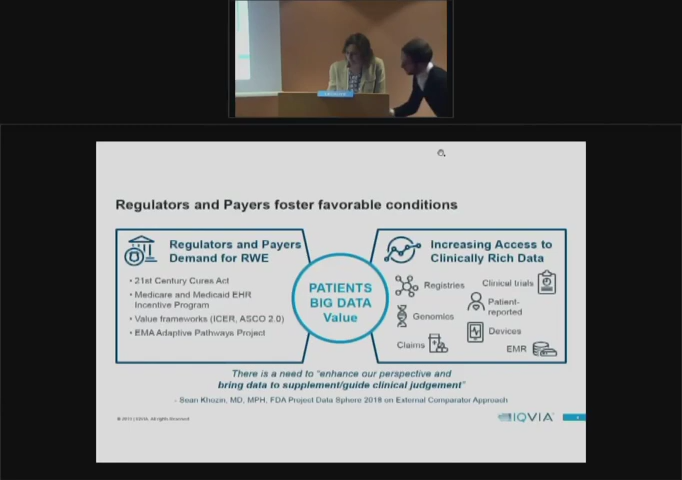 Regulators and Payers foster favorable conditions
Regulators and Payers
Demand for RWE
• 21st Century Cures Act
• Medicare and Medicaid EHR
Incentive Program
• Value frameworks (ICER, ASCO 2.0)
• EMA Adaptive Pathways Project
PATIENTS
BIG DATA
Value
Increasing Access to
Clinically Rich Data
Registries
Clinical trials
Patient-
reported
Genomics
Devices
Claims
EMR
There is a need to “enhance our perspective and
bring data to supplement/guide clinical judgement”
- Sean Khozin, MD, MPH, FDA Project Data Sphere 2018 on External Comparator Approach
IQVIA